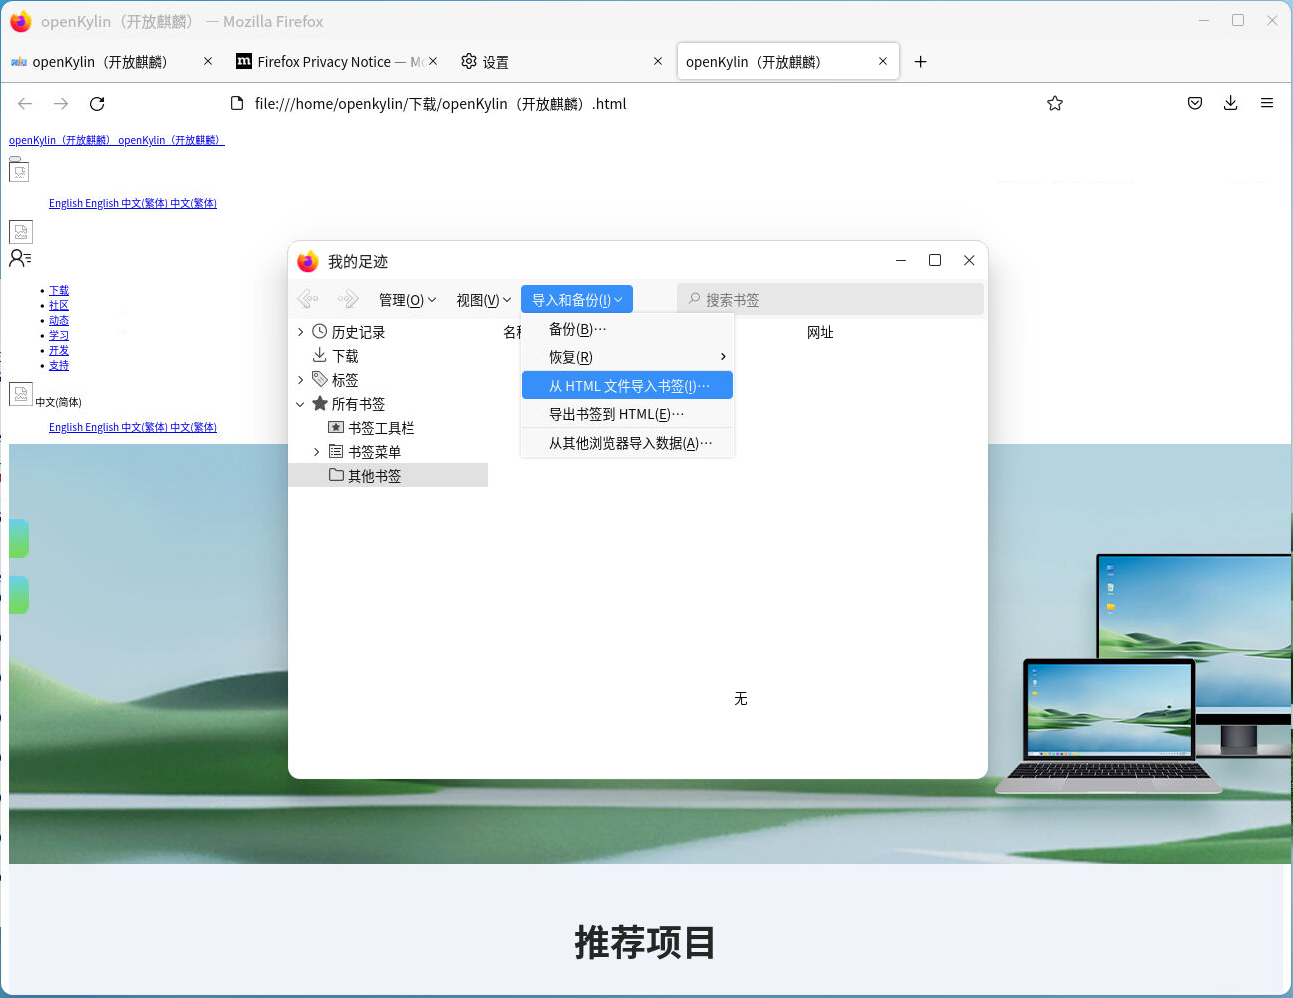 openKylin（开放麒麟） — Mozilla Firefox
openKylin（开放麒麟）
Firefox Privacy Notice — Mo
设置
openKylin（开放麒麟）
file:///home/openkylin/下载/openKylin（开放麒麟）.html
openKylin（开放麒麟） openKylin（开放麒麟）
English English 中文(繁体) 中文(繁体)
下载
社区
动态
学习
开发
支持
中文(简体)
English English 中文(繁体) 中文(繁体)
我的足迹
管理(O)
视图(V)
导入和备份(I)
搜索书签
历史记录
下载
标签
所有书签
书签工具栏
书签菜单
其他书签
名称
网址
备份(B)…
恢复(R)
从 HTML 文件导入书签(I)…
导出书签到 HTML(E)…
从其他浏览器导入数据(A)…
无
推荐项目